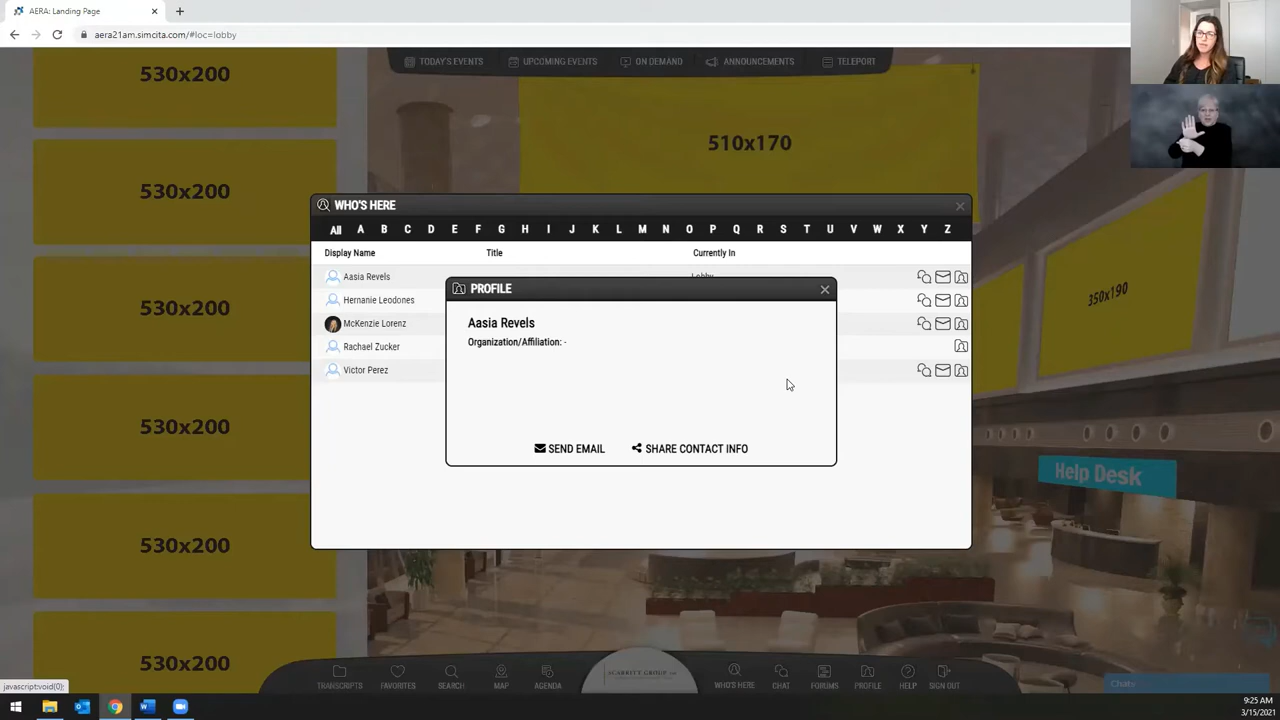 AERA: Landing Page
aera21am.simcita.com/#loc=lobby
TODAY'S EVENTS UPCOMING EVENTS ON DEMAND ANNOUNCEMENTS TELEPORT
530x200
510x170
530x200
WHO'S HERE
All A B C D E F G H I J K L M N O P Q R S T U V W X Y Z
Display Name Title Currently In
Aasia Revels Lobby
Hernanie Leodones
McKenzie Lorenz
Rachael Zucker
Victor Perez
PROFILE
Aasia Revels
Organization/Affiliation: -
SEND EMAIL SHARE CONTACT INFO
350x190
530x200
530x200
Help Desk
530x200
530x200
TRANSCRIPTS FAVORITES SEARCH MAP AGENDA
SCARRITT GROUP
WHO'S HERE CHAT FORUMS PROFILE HELP SIGN OUT
Chats
javascript:void(0);
9:25 AM
3/15/2021